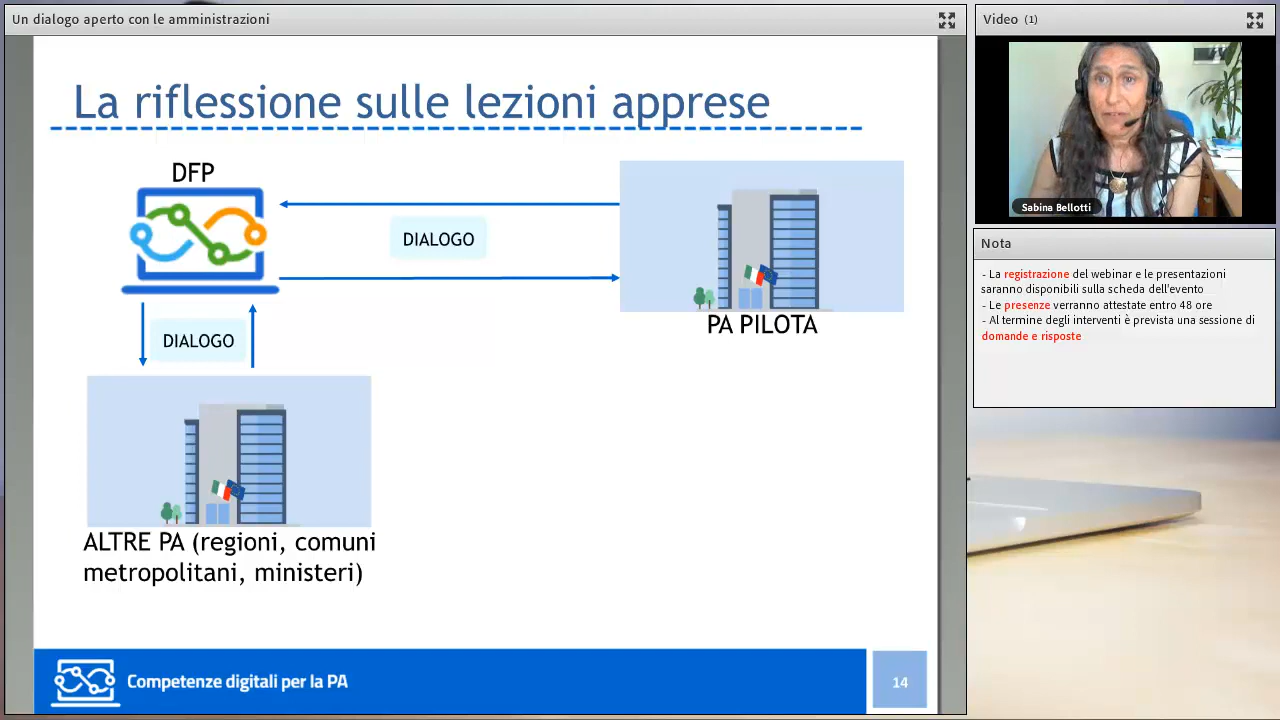 Un dialogo aperto con le amministrazioni
La riflessione sulle lezioni apprese
DFP
DIALOGO
PA PILOTA
DIALOGO
ALTRE PA (regioni, comuni
metropolitani, ministeri)
Competenze digitali per la PA
14
Video (1)
Sabina Bellotti
Nota
- La registrazione del webinar e le presentazioni
saranno disponibili sulla scheda dell'evento
- Le presenze verranno attestate entro 48 ore
- Al termine degli interventi è prevista una sessione di
domande e risposte